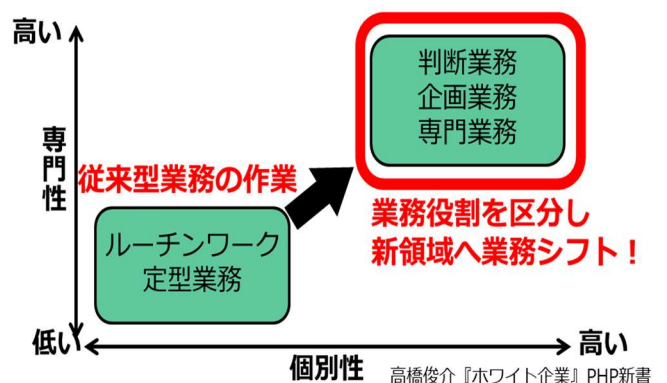 高い
判断業務
企画業務
専門業務
専門性
従来型業務の作業
業務役割を区分し
新領域へ業務シフト！
ルーチンワーク
定型業務
低い
高い
個別性
高橋俊介『ホワイト企業』PHP新書